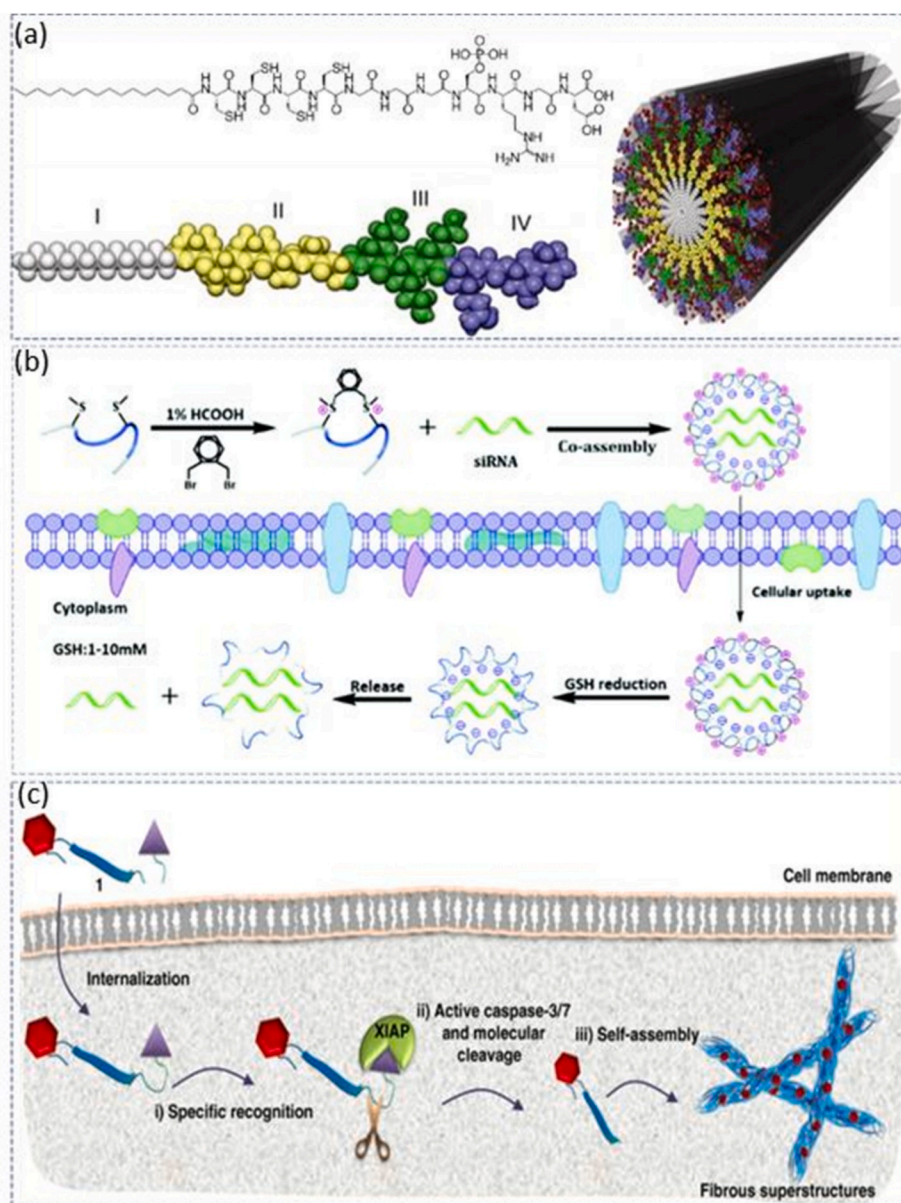 (a)
O
HO-P-OH
O
H
N
O
SH
SH
SH
SH
OH
O
OH
NH
H₂N
NH
I
II
III
IV
(b)
S
S
1% HCOOH
Br
Br
S
S
+
siRNA
Co-assembly
Cytoplasm
Cellular uptake
GSH:1-10mM
+
Release
GSH reduction
(c)
1
Cell membrane
Internalization
XIAP
ii) Active caspase-3/7
and molecular
cleavage
iii) Self-assembly
i) Specific recognition
Fibrous superstructures